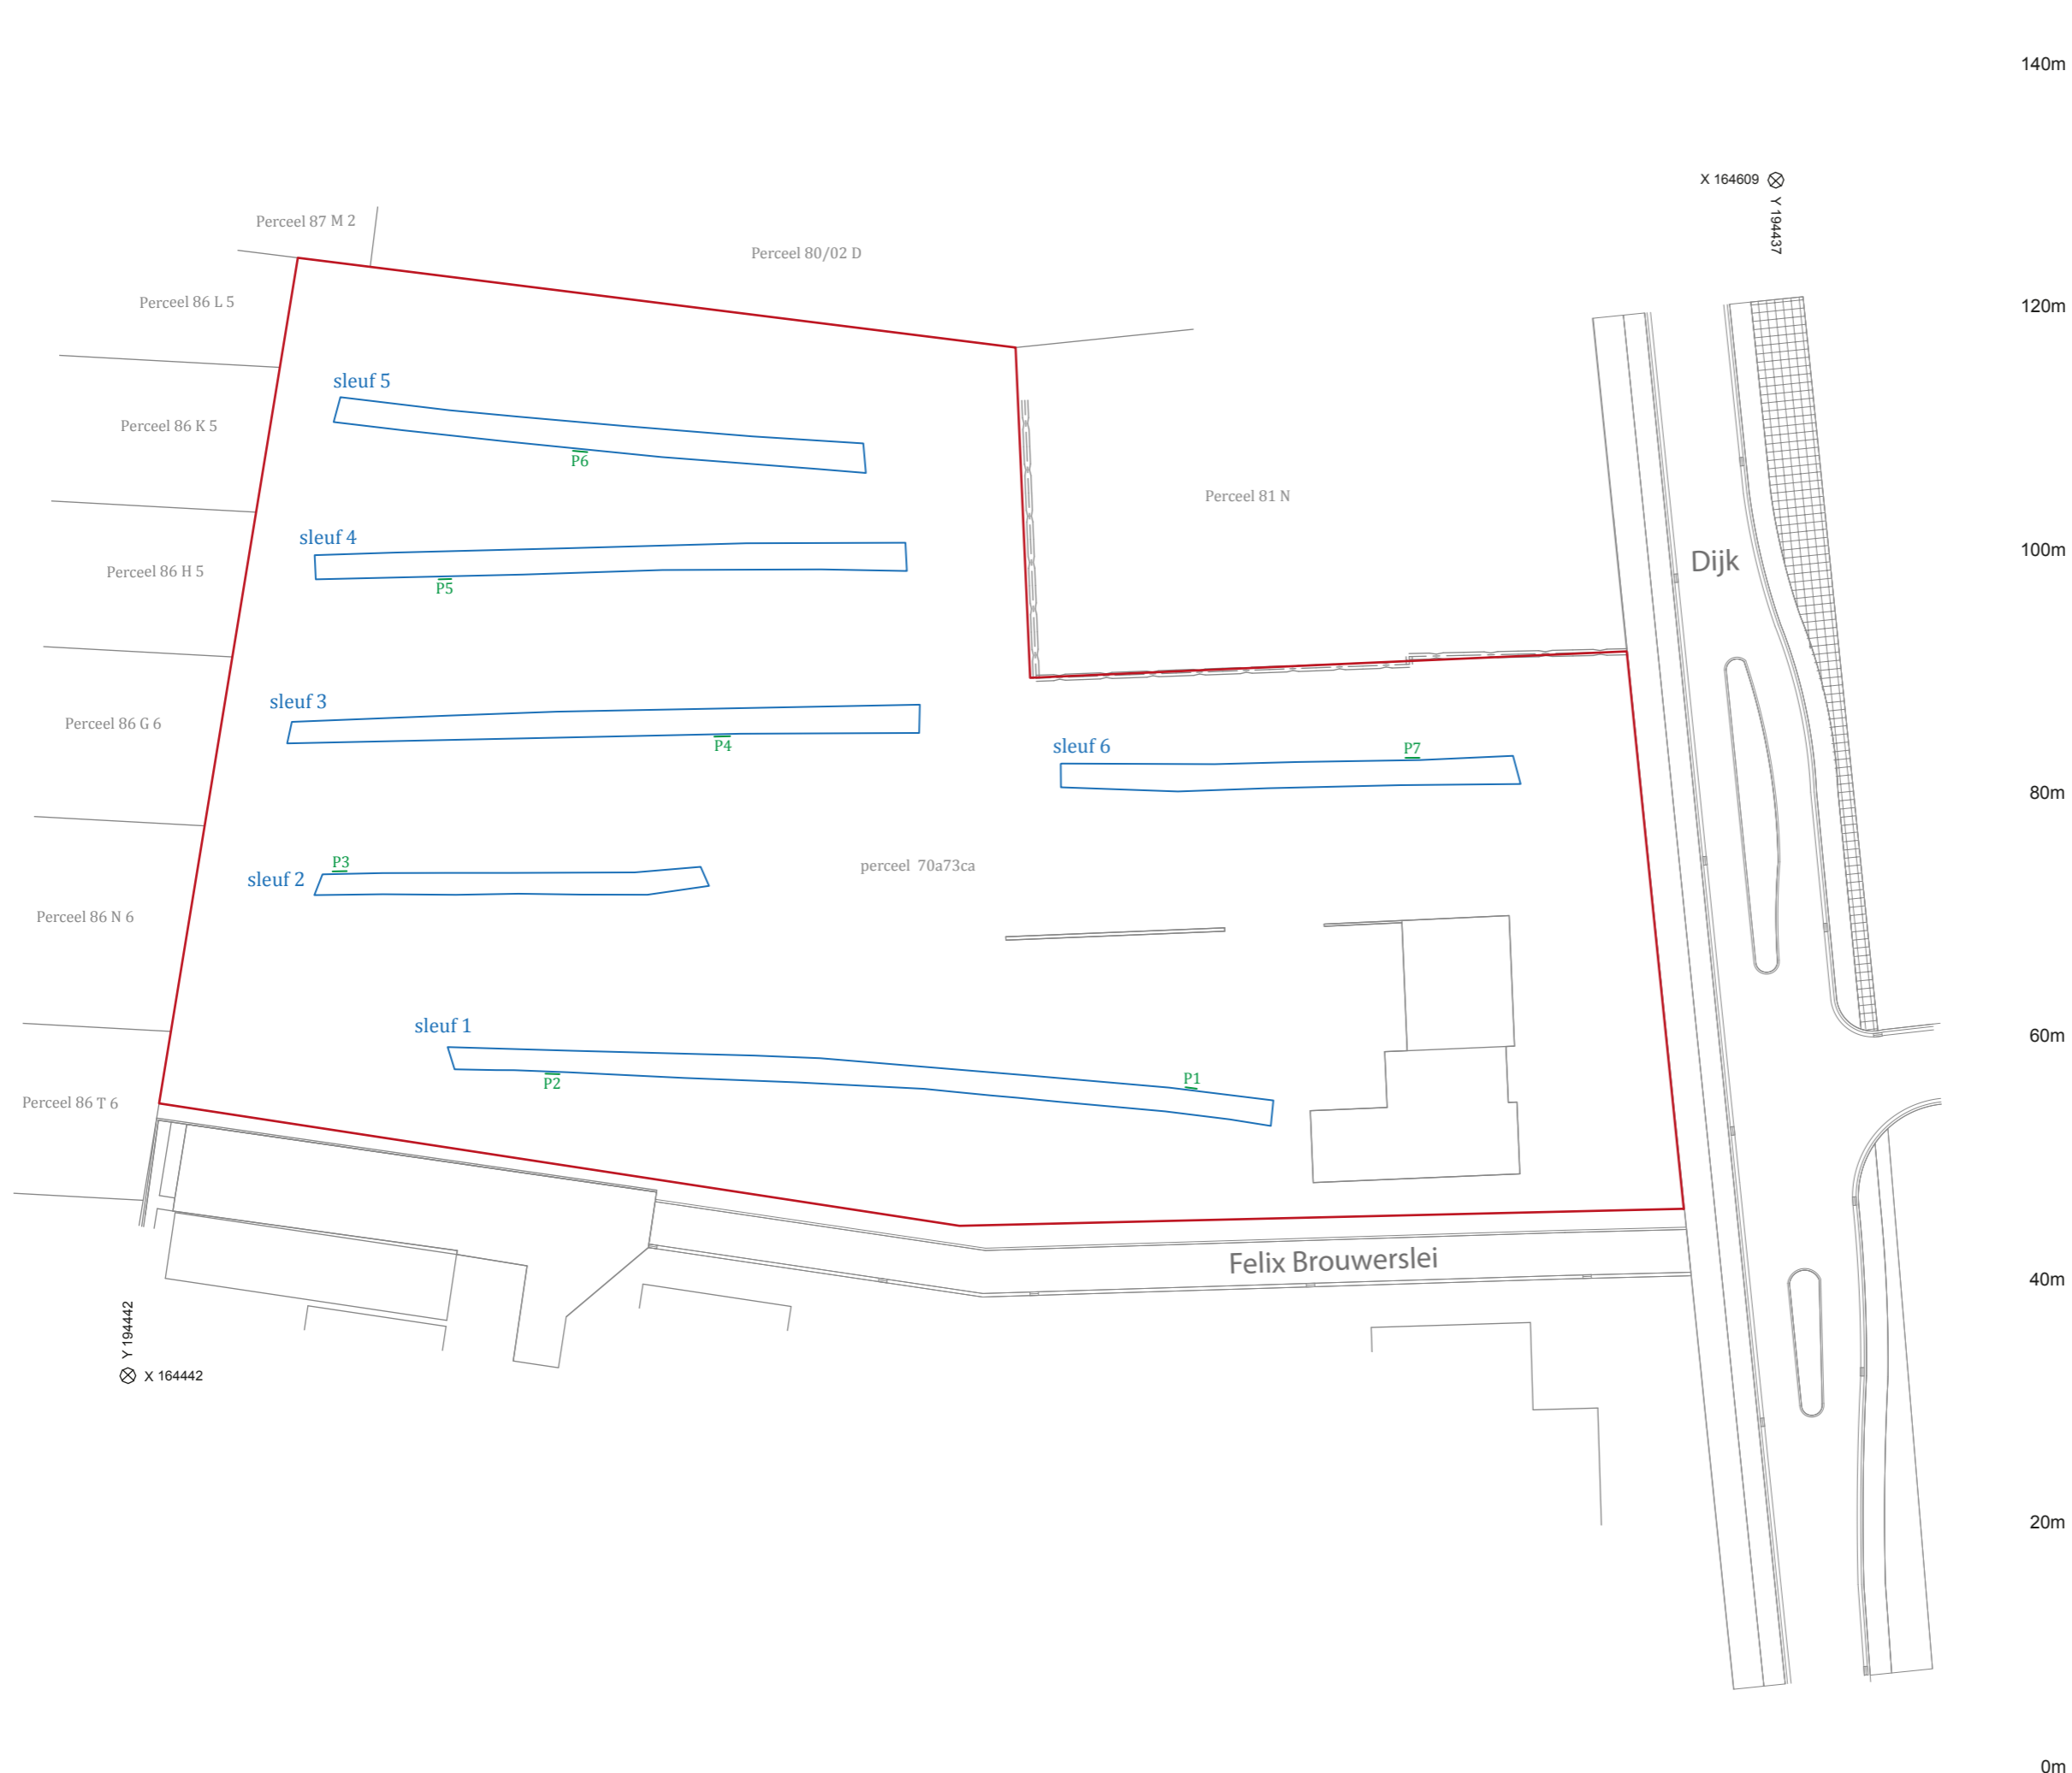 140m
X 164609
Y 194437
Perceel 87 M 2
Perceel 80/02 D
Perceel 86 L 5
120m
sleuf 5
Perceel 86 K 5
P6
Perceel 81 N
sleuf 4
100m
Dijk
Perceel 86 H 5
P5
sleuf 3
Perceel 86 G 6
P4
sleuf 6
P7
80m
P3
sleuf 2
perceel 70a73ca
Perceel 86 N 6
sleuf 1
60m
P1
P2
Perceel 86 T 6
Felix Brouwerslei
40m
Y 194442
X 164442
20m
0m